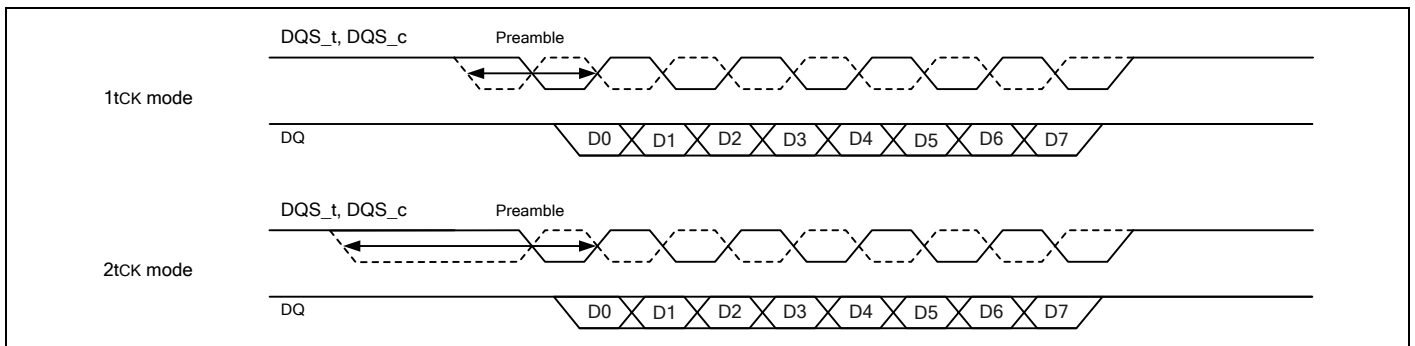 DQS_t, DQS_c Preamble
1tCK mode
DQ D0 D1 D2 D3 D4 D5 D6 D7
DQS_t, DQS_c Preamble
2tCK mode
DQ D0 D1 D2 D3 D4 D5 D6 D7